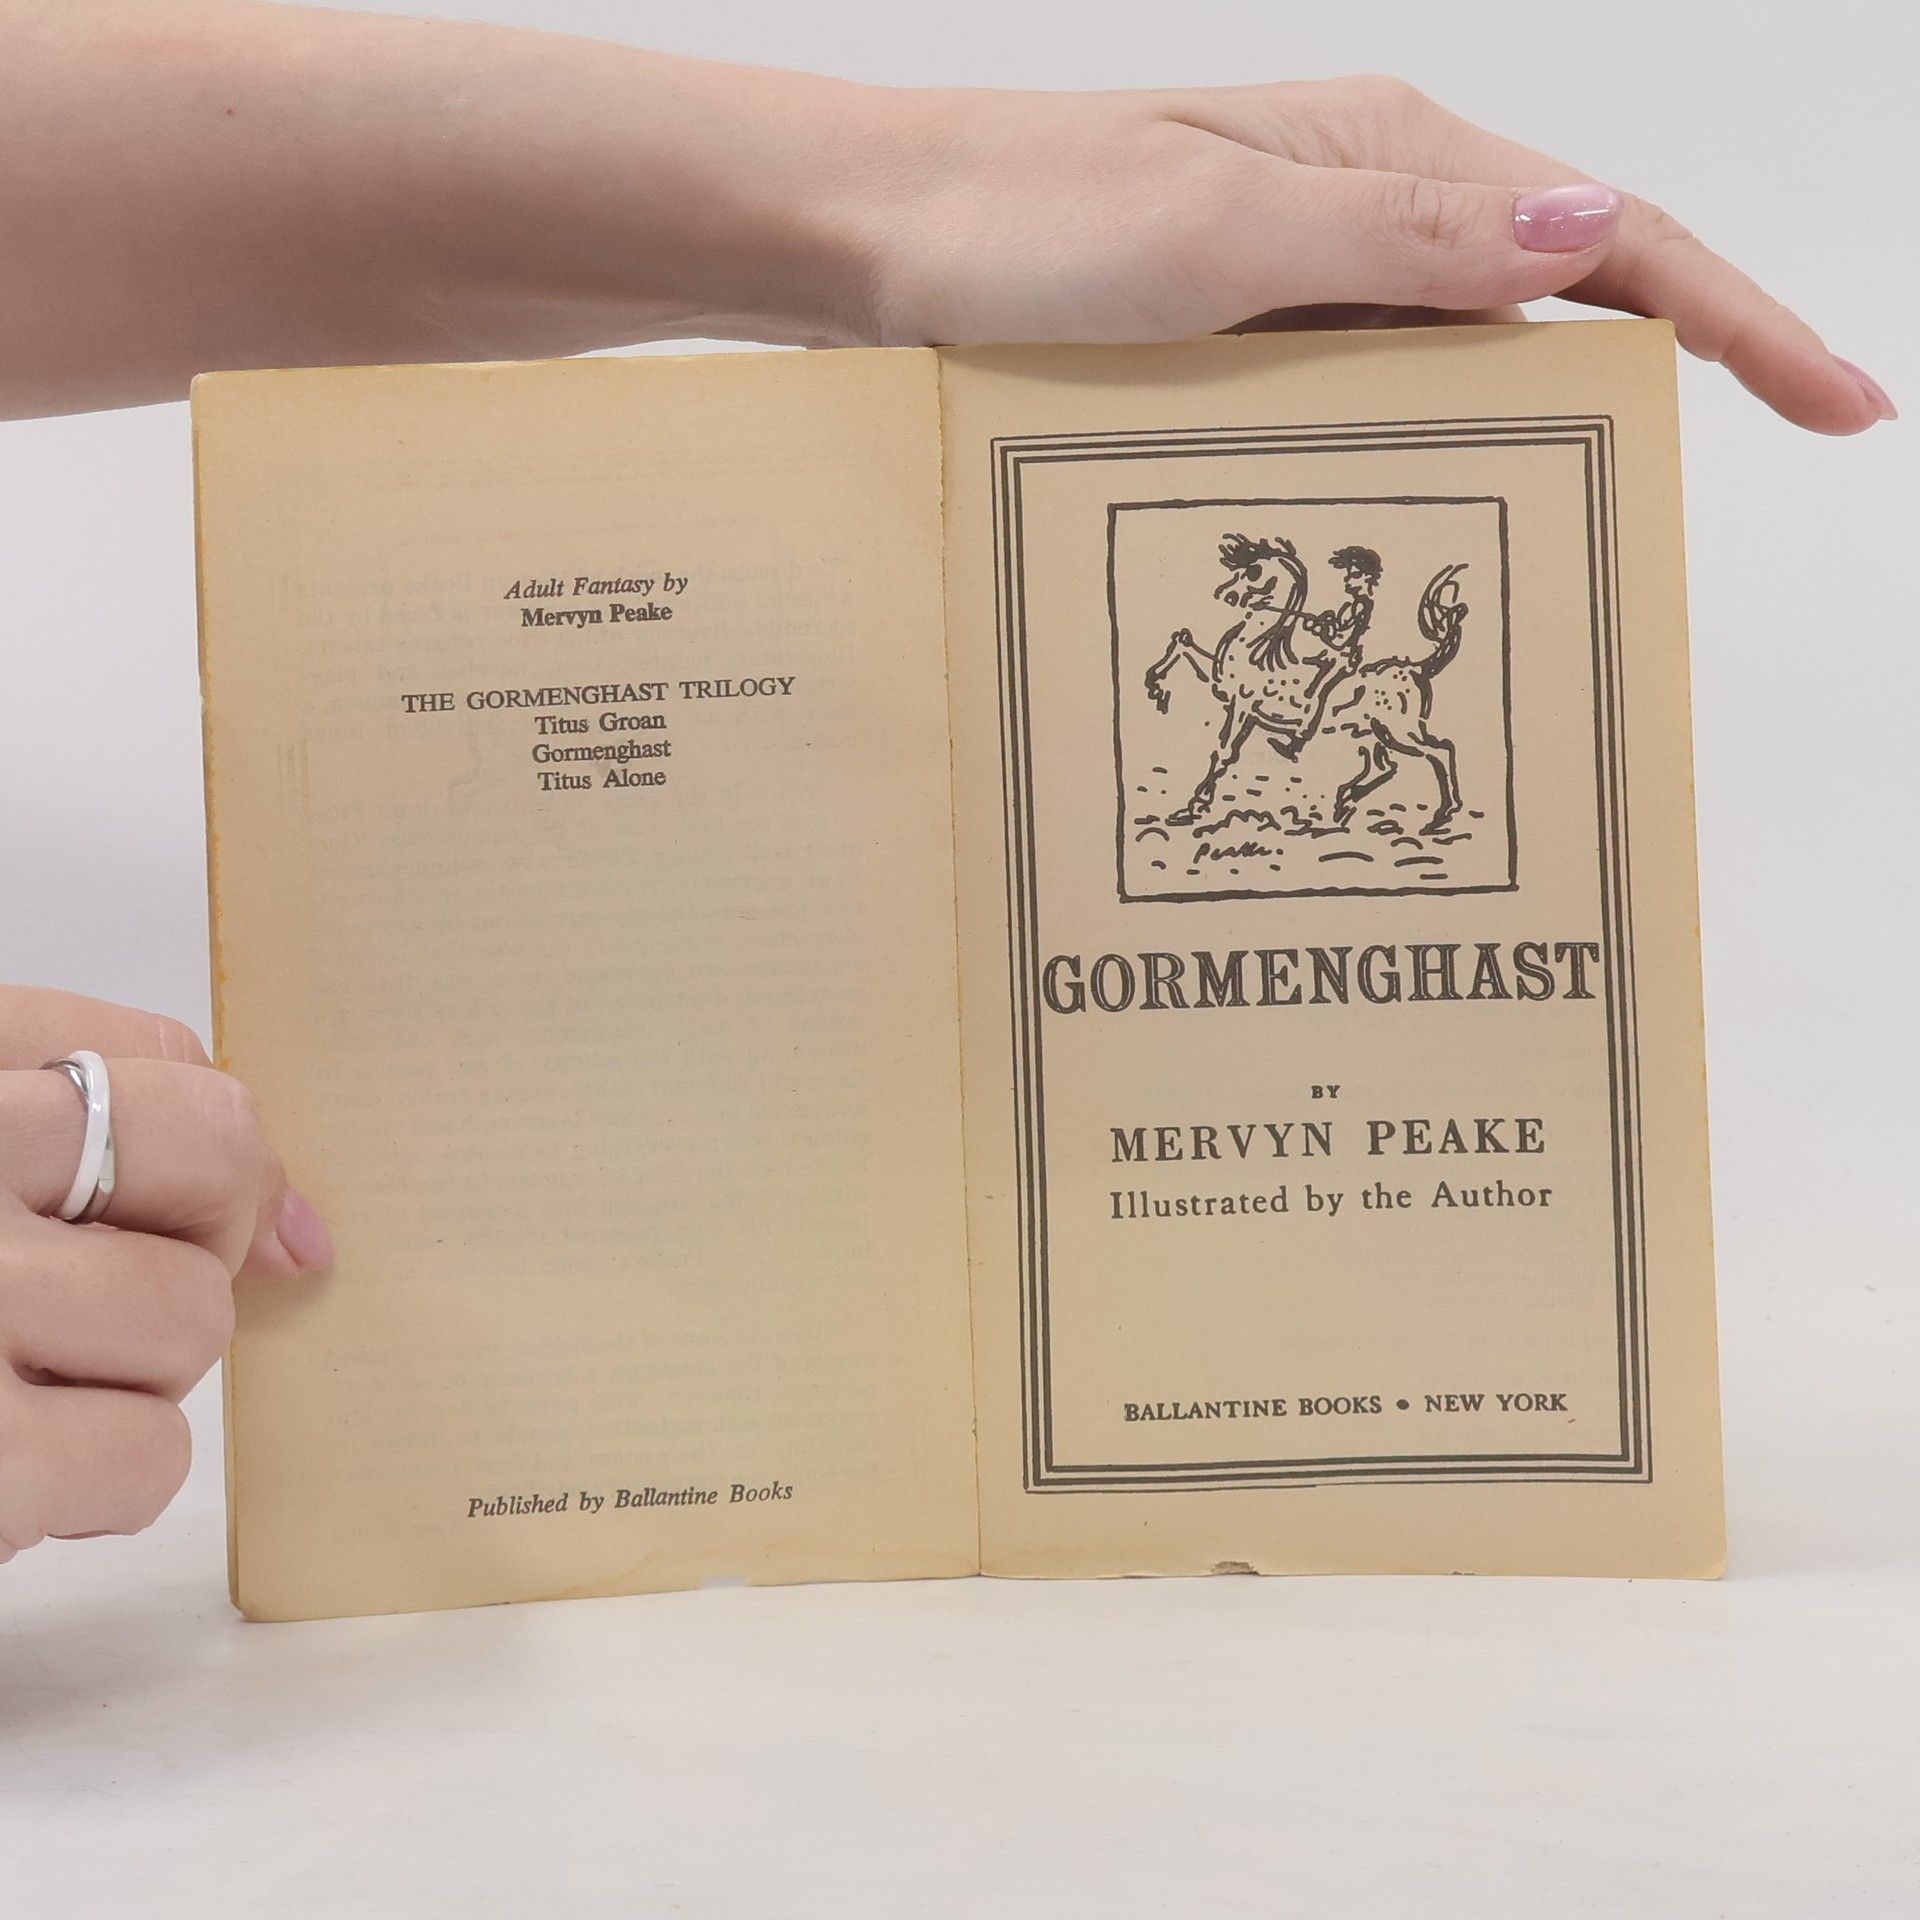 Adult Fantasy by
Mervyn Peake
THE GORMENGHAST TRILOGY
Titus Groan
Gormenghast
Titus Alone
Published by Ballantine Books
Peake.
GORMENGHAST
BY
MERVYN PEAKE
Illustrated by the Author
BALLANTINE BOOKS • NEW YORK